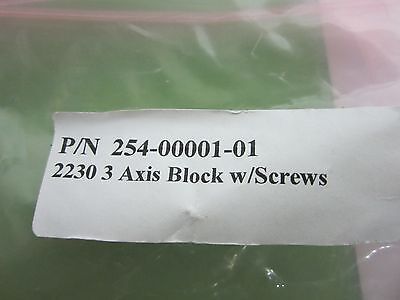 P/N 254-00001-01
2230 3 Axis Block w/Screws